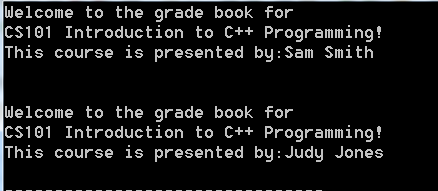 Welcome to the grade book for
CS101 Introduction to C++ Programming!
This course is presented by:Sam Smith
Welcome to the grade book for
CS101 Introduction to C++ Programming!
This course is presented by:Judy Jones
--------------------------------